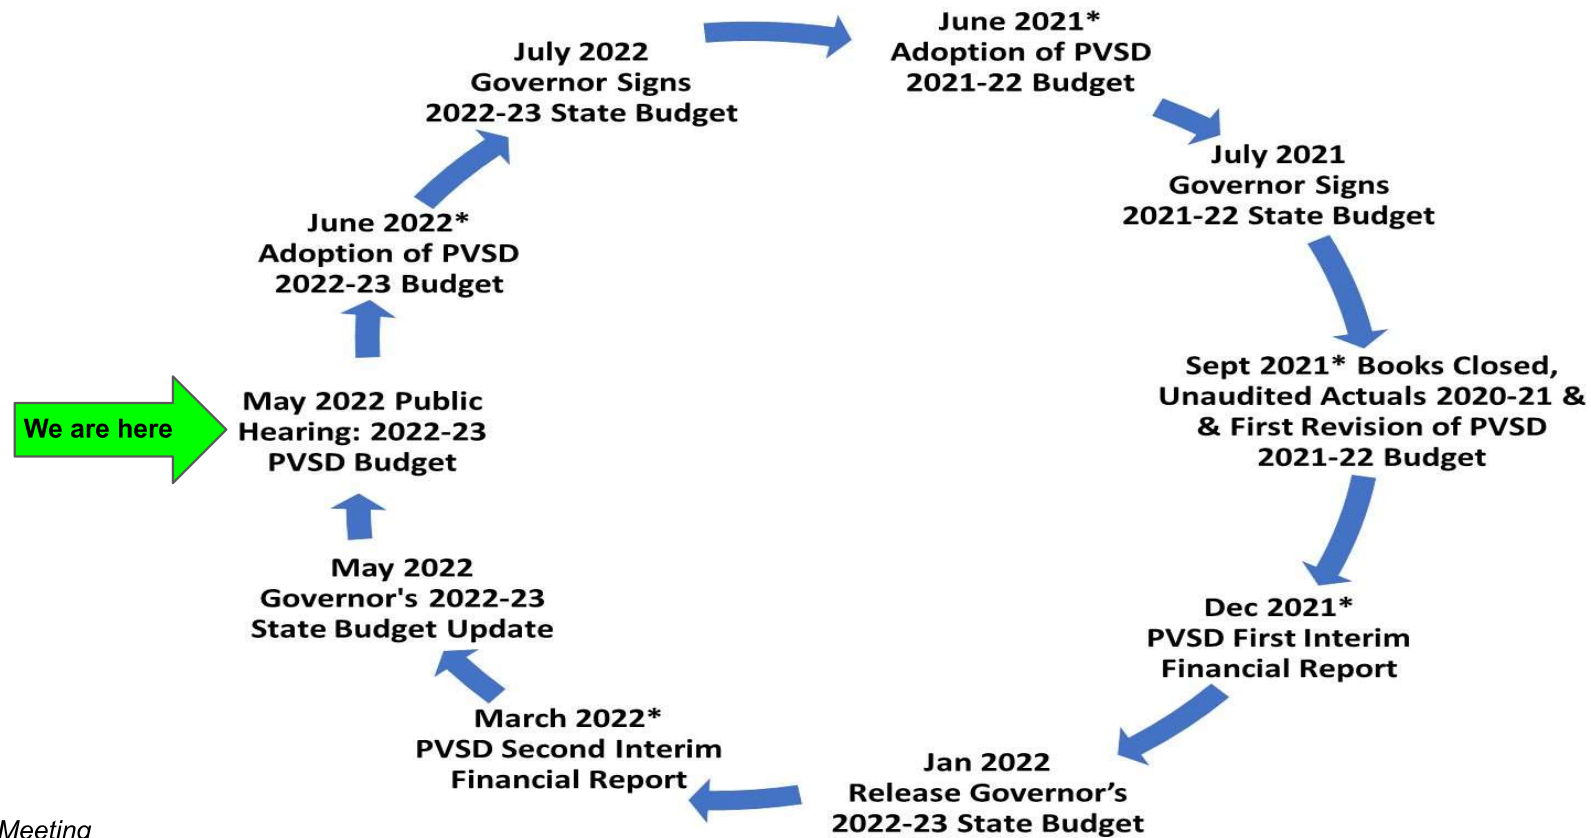 June 2021*
Adoption of PVSD
2021-22 Budget
July 2021
Governor Signs
2021-22 State Budget
Sept 2021* Books Closed,
Unaudited Actuals 2020-21 &
& First Revision of PVSD
2021-22 Budget
Dec 2021*
PVSD First Interim
Financial Report
Jan 2022
Release Governor’s
2022-23 State Budget
March 2022*
PVSD Second Interim
Financial Report
May 2022
Governor's 2022-23
State Budget Update
We are here
May 2022 Public
Hearing: 2022-23
PVSD Budget
June 2022*
Adoption of PVSD
2022-23 Budget
July 2022
Governor Signs
2022-23 State Budget
Meeting